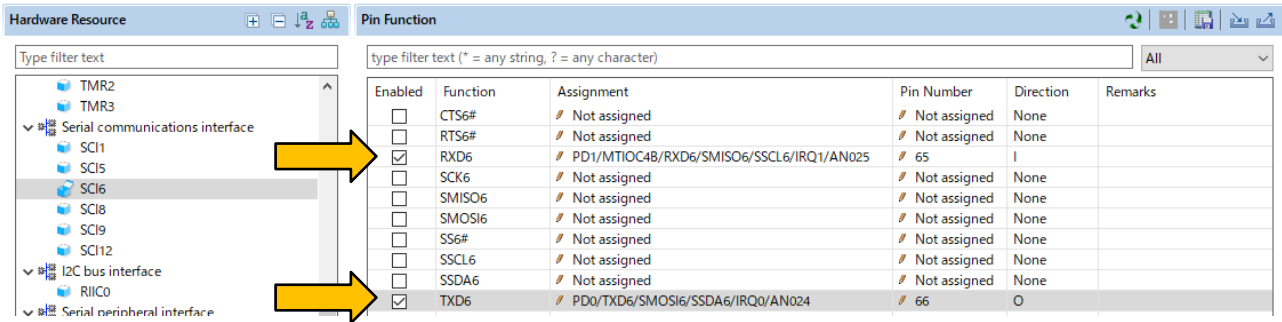 Hardware Resource
Type filter text
TMR2
TMR3
Serial communications interface
SCI1
SCI5
SCI6
SCI8
SCI9
SCI12
I2C bus interface
RIIC0
Serial peripheral interface
Pin Function
type filter text (* = any string, ? = any character)
All
Enabled Function Assignment Pin Number Direction Remarks
CTS6# Not assigned Not assigned None
RTS6# Not assigned Not assigned None
RXD6 PD1/MTIOC4B/RXD6/SMISO6/SSCL6/IRQ1/AN025 65 I
SCK6 Not assigned Not assigned None
SMISO6 Not assigned Not assigned None
SMOSI6 Not assigned Not assigned None
SS6# Not assigned Not assigned None
SSCL6 Not assigned Not assigned None
SSDA6 Not assigned Not assigned None
TXD6 PD0/TXD6/SMOSI6/SSDA6/IRQ0/AN024 66 O